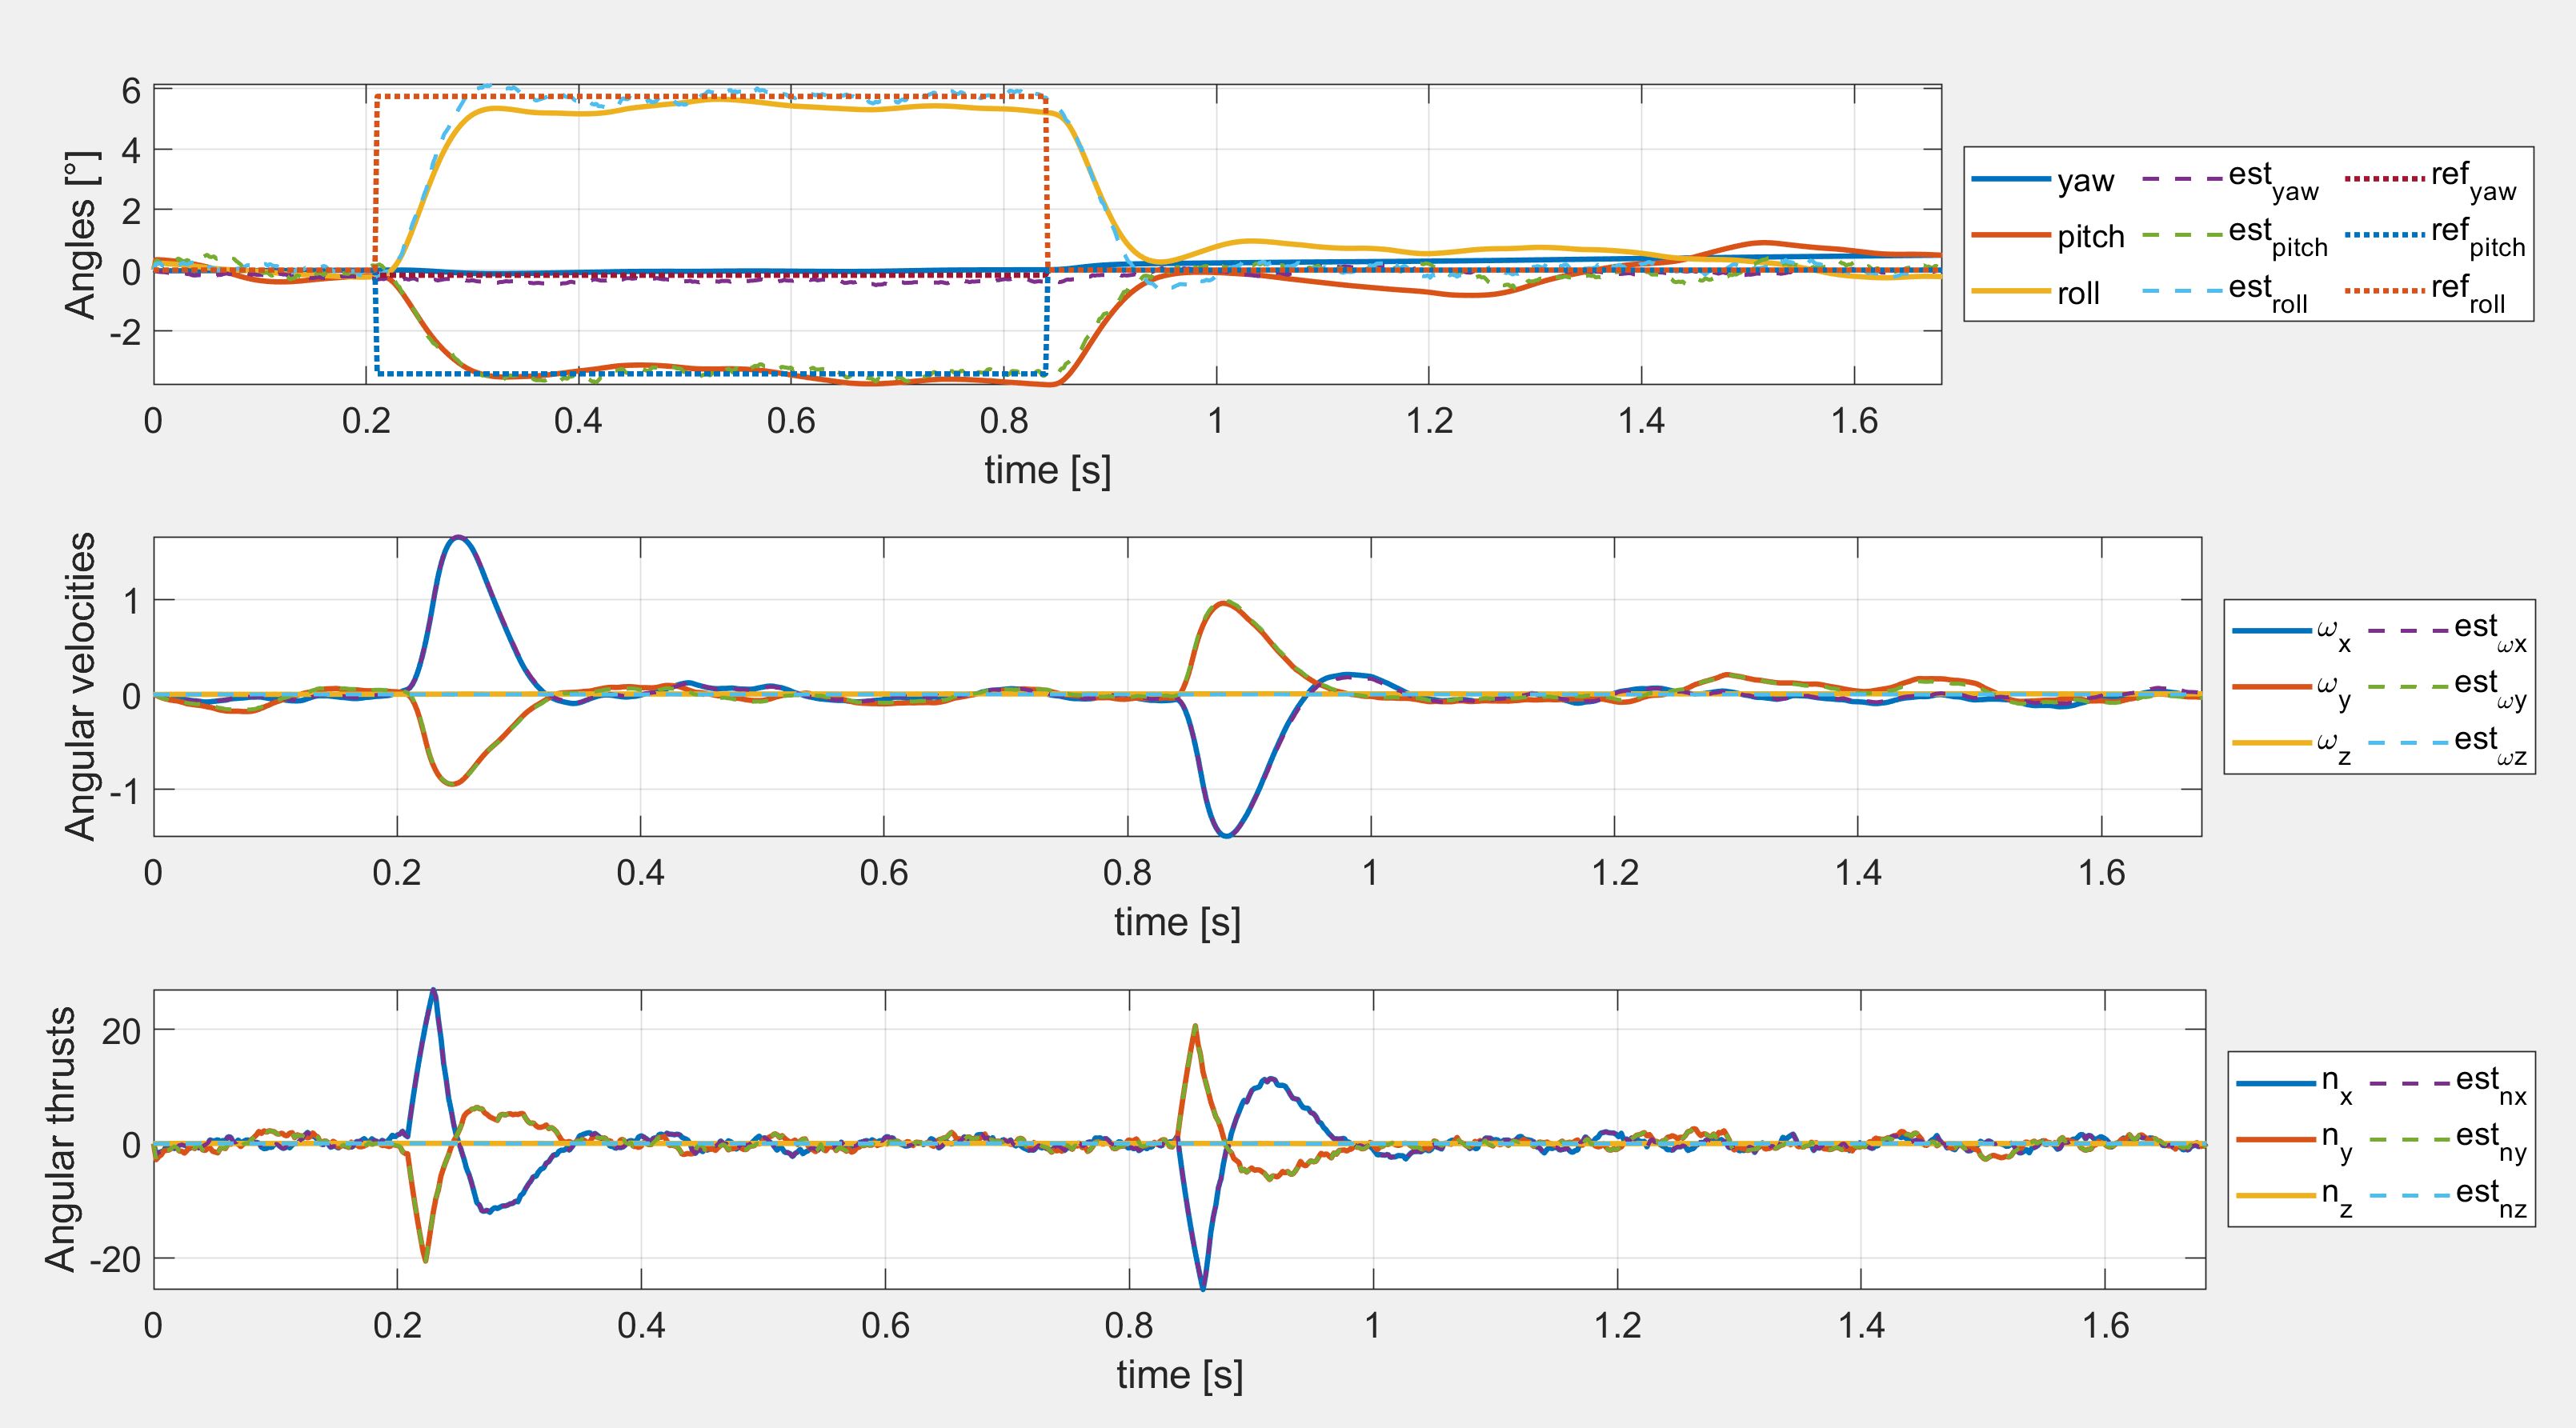 Angles [°]
6
4
2
0
-2
0 0.2 0.4 0.6 0.8 1 1.2 1.4 1.6
time [s]
yaw est_yaw ref_yaw
pitch est_pitch ref_pitch
roll est_roll ref_roll
Angular velocities
1
0
-1
0 0.2 0.4 0.6 0.8 1 1.2 1.4 1.6
time [s]
ω_x est_ωx
ω_y est_ωy
ω_z est_ωz
Angular thrusts
20
0
-20
0 0.2 0.4 0.6 0.8 1 1.2 1.4 1.6
time [s]
n_x est_nx
n_y est_ny
n_z est_nz